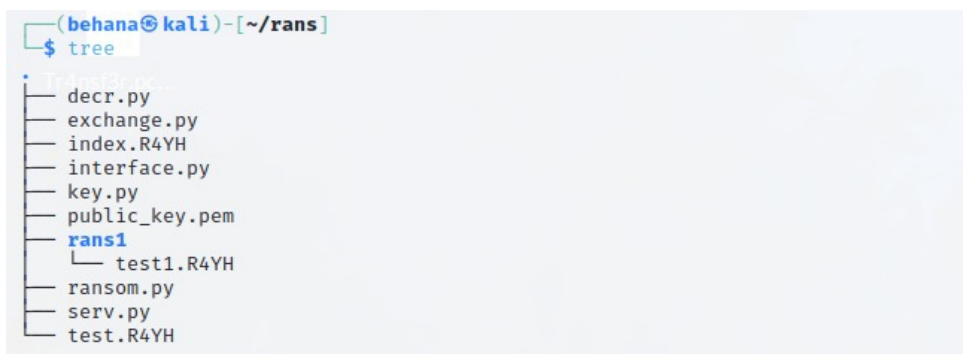 ┌──(behana㉿kali)-[~/rans]
└─$ tree
.
├── decr.py
├── exchange.py
├── index.R4YH
├── interface.py
├── key.py
├── public_key.pem
├── rans1
│   └── test1.R4YH
├── ransom.py
├── serv.py
└── test.R4YH